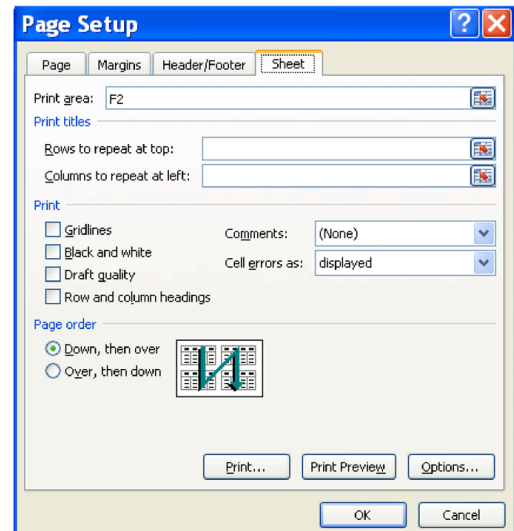 Page Setup
Page Margins Header/Footer Sheet
Print area: F2
Print titles
Rows to repeat at top:
Columns to repeat at left:
Print
Gridlines
Black and white
Draft quality
Row and column headings
Comments: (None)
Cell errors as: displayed
Page order
Down, then over
Over, then down
Print... Print Preview Options...
OK Cancel